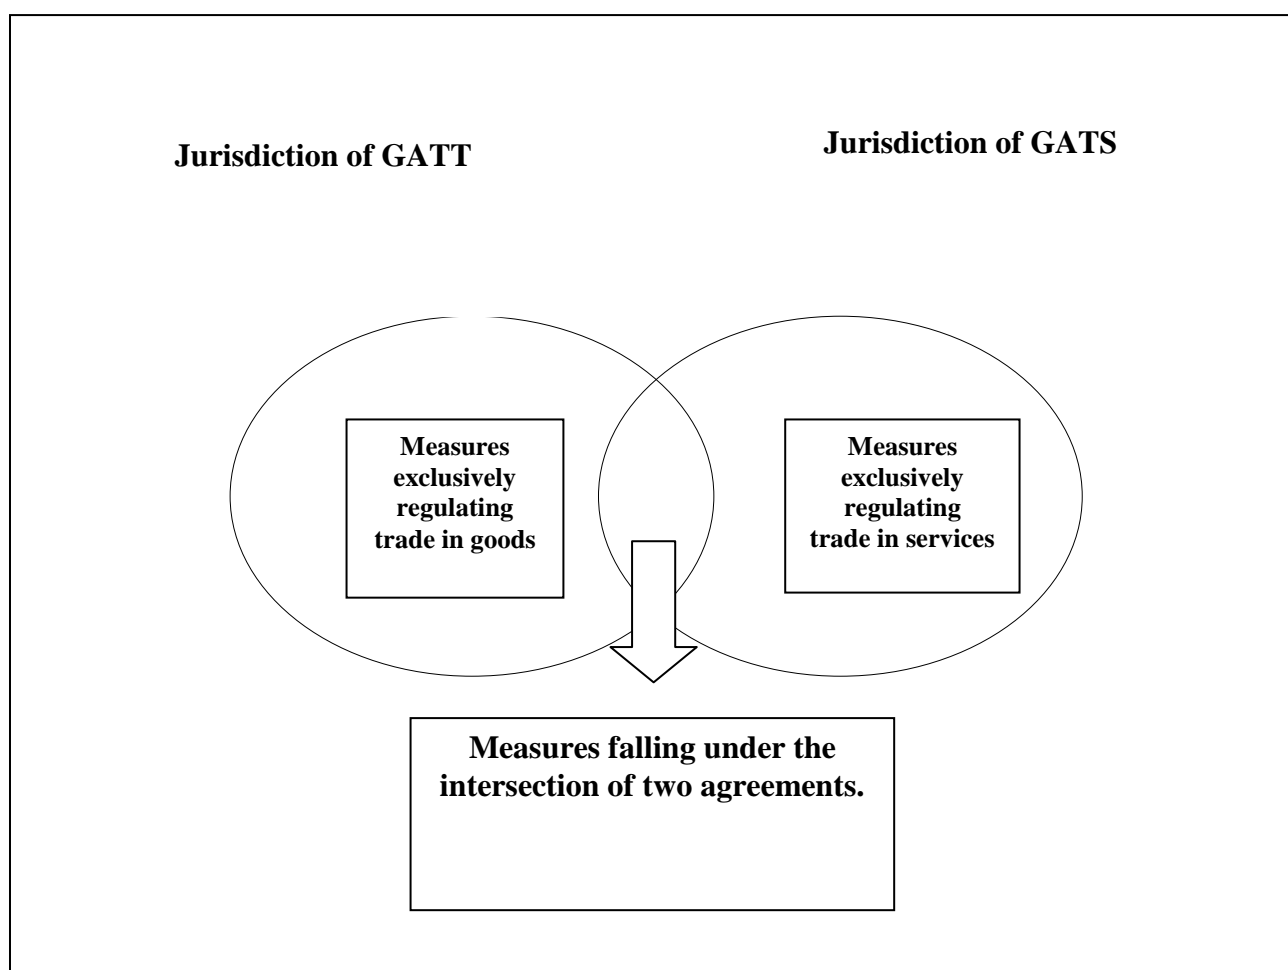 Jurisdiction of GATT
Jurisdiction of GATS
Measures
exclusively
regulating
trade in goods
Measures
exclusively
regulating
trade in services
Measures falling under the
intersection of two agreements.